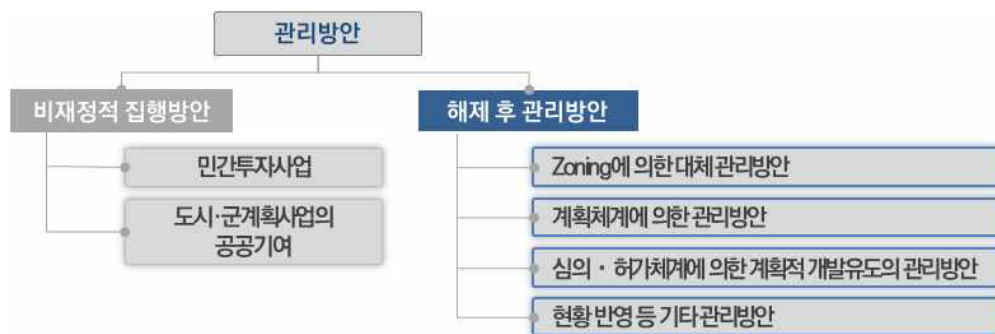 관리방안
비재정적 집행방안
민간투자사업
도시·군계획사업의
공공기여
해제 후 관리방안
Zoning에 의한 대체 관리방안
계획체계에 의한 관리방안
심의·허가체계에 의한 계획적 개발유도의 관리방안
현황 반영 등 기타 관리방안